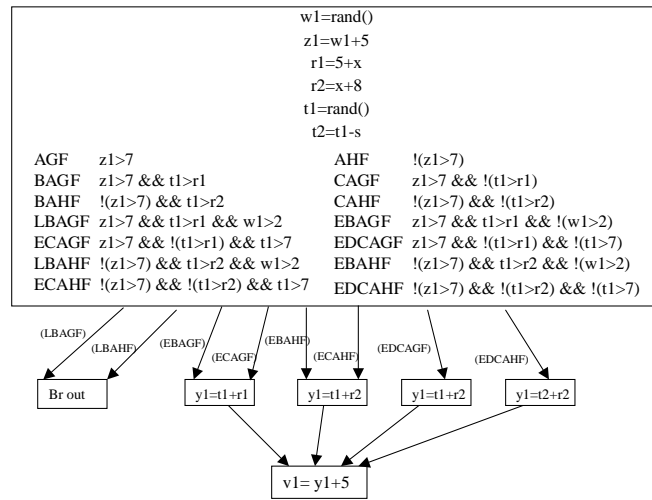 w1=rand()
z1=w1+5
r1=5+x
r2=x+8
t1=rand()
t2=t1-s
AGF z1>7 AHF !(z1>7)
BAGF z1>7 && t1>r1 CAGF z1>7 && !(t1>r1)
BAHF !(z1>7) && t1>r2 CAHF !(z1>7) && !(t1>r2)
LBAGF z1>7 && t1>r1 && w1>2 EBAGF z1>7 && t1>r1 && !(w1>2)
ECAGF z1>7 && !(t1>r1) && t1>7 EDCAGF z1>7 && !(t1>r1) && !(t1>7)
LBAHF !(z1>7) && t1>r2 && w1>2 EBAHF !(z1>7) && t1>r2 && !(w1>2)
ECAHF !(z1>7) && !(t1>r2) && t1>7 EDCAHF !(z1>7) && !(t1>r2) && !(t1>7)
(LBAGF) (LBAHF) (EBAGF) (ECAGF) (EBAHF) (ECAHF) (EDCAGF) (EDCAHF)
Br out y1=t1+r1 y1=t1+r2 y1=t1+r2 y1=t2+r2
v1= y1+5